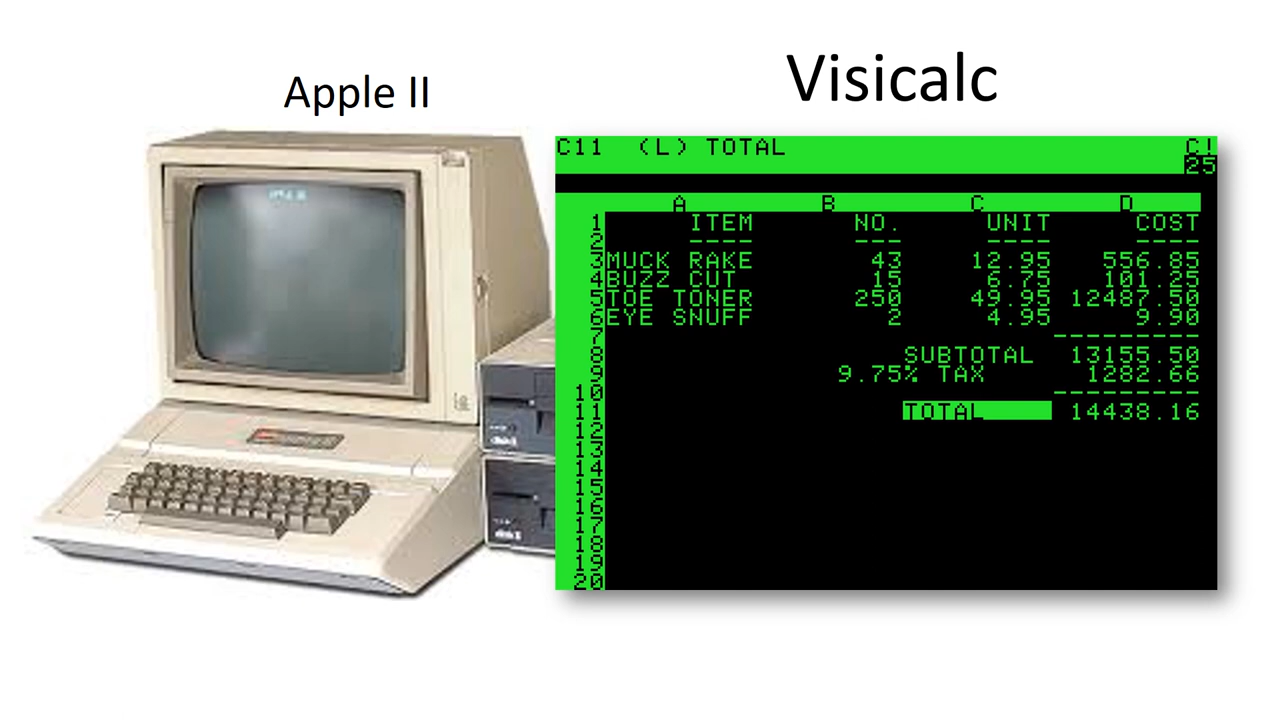 Apple II
Visicalc
C11 (L) TOTAL C!
25
A B C D
1 ITEM NO. UNIT COST
2 ---- --- ---- ----
3 MUCK RAKE 43 12.95 556.85
4 BUZZ CUT 15 6.75 101.25
5 TOE TONER 250 49.95 12487.50
6 EYE SNUFF 2 4.95 9.90
7 ---------
8 SUBTOTAL 13155.50
9 9.75% TAX 1282.66
10 ---------
11 TOTAL 14438.16
12
13
14
15
16
17
18
19
20